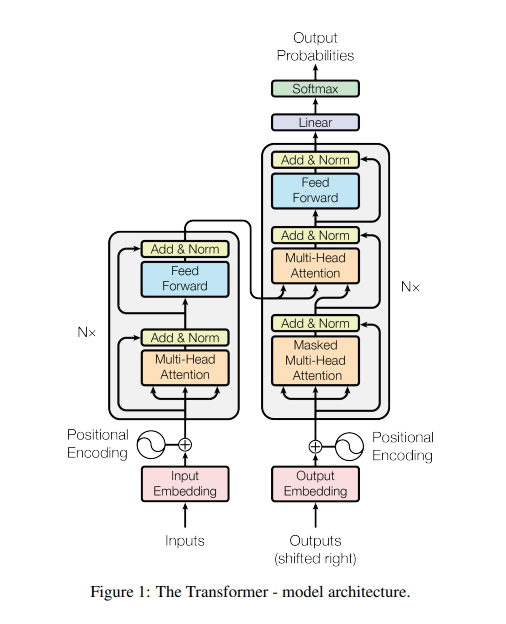 Output
Probabilities
Softmax
Linear
Add & Norm
Feed
Forward
Add & Norm
Multi-Head
Attention
Nx
Add & Norm
Masked
Multi-Head
Attention
Add & Norm
Feed
Forward
Nx
Add & Norm
Multi-Head
Attention
Positional
Encoding
Positional
Encoding
Input
Embedding
Output
Embedding
Inputs
Outputs
(shifted right)
Figure 1: The Transformer - model architecture.